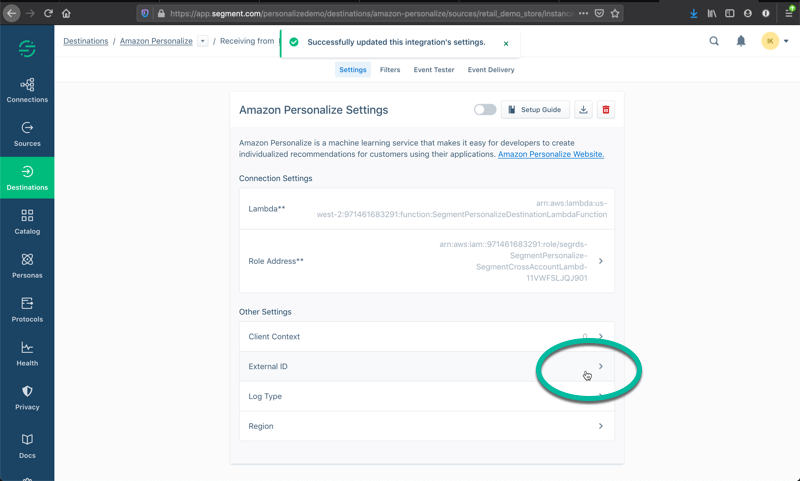 https://app.segment.com/personalizedemo/destinations/amazon-personalize/sources/retail_demo_store/instanc
Destinations / Amazon Personalize / Receiving from
Successfully updated this integration's settings.
IK
Settings Filters Event Tester Event Delivery
Connections
Sources
Destinations
Catalog
Personas
Protocols
Health
Privacy
Docs
Amazon Personalize Settings
Setup Guide
Amazon Personalize is a machine learning service that makes it easy for developers to create
individualized recommendations for customers using their applications. Amazon Personalize Website.
Connection Settings
Lambda**
arn:aws:lambda:us-
west-2:971461683291:function:SegmentPersonalizeDestinationLambdaFunction
Role Address**
arn:aws:iam::971461683291:role/segrds-
SegmentPersonalize-
SegmentCrossAccountLambd-
11VWFSLJQJ901
Other Settings
Client Context
External ID
Log Type
Region